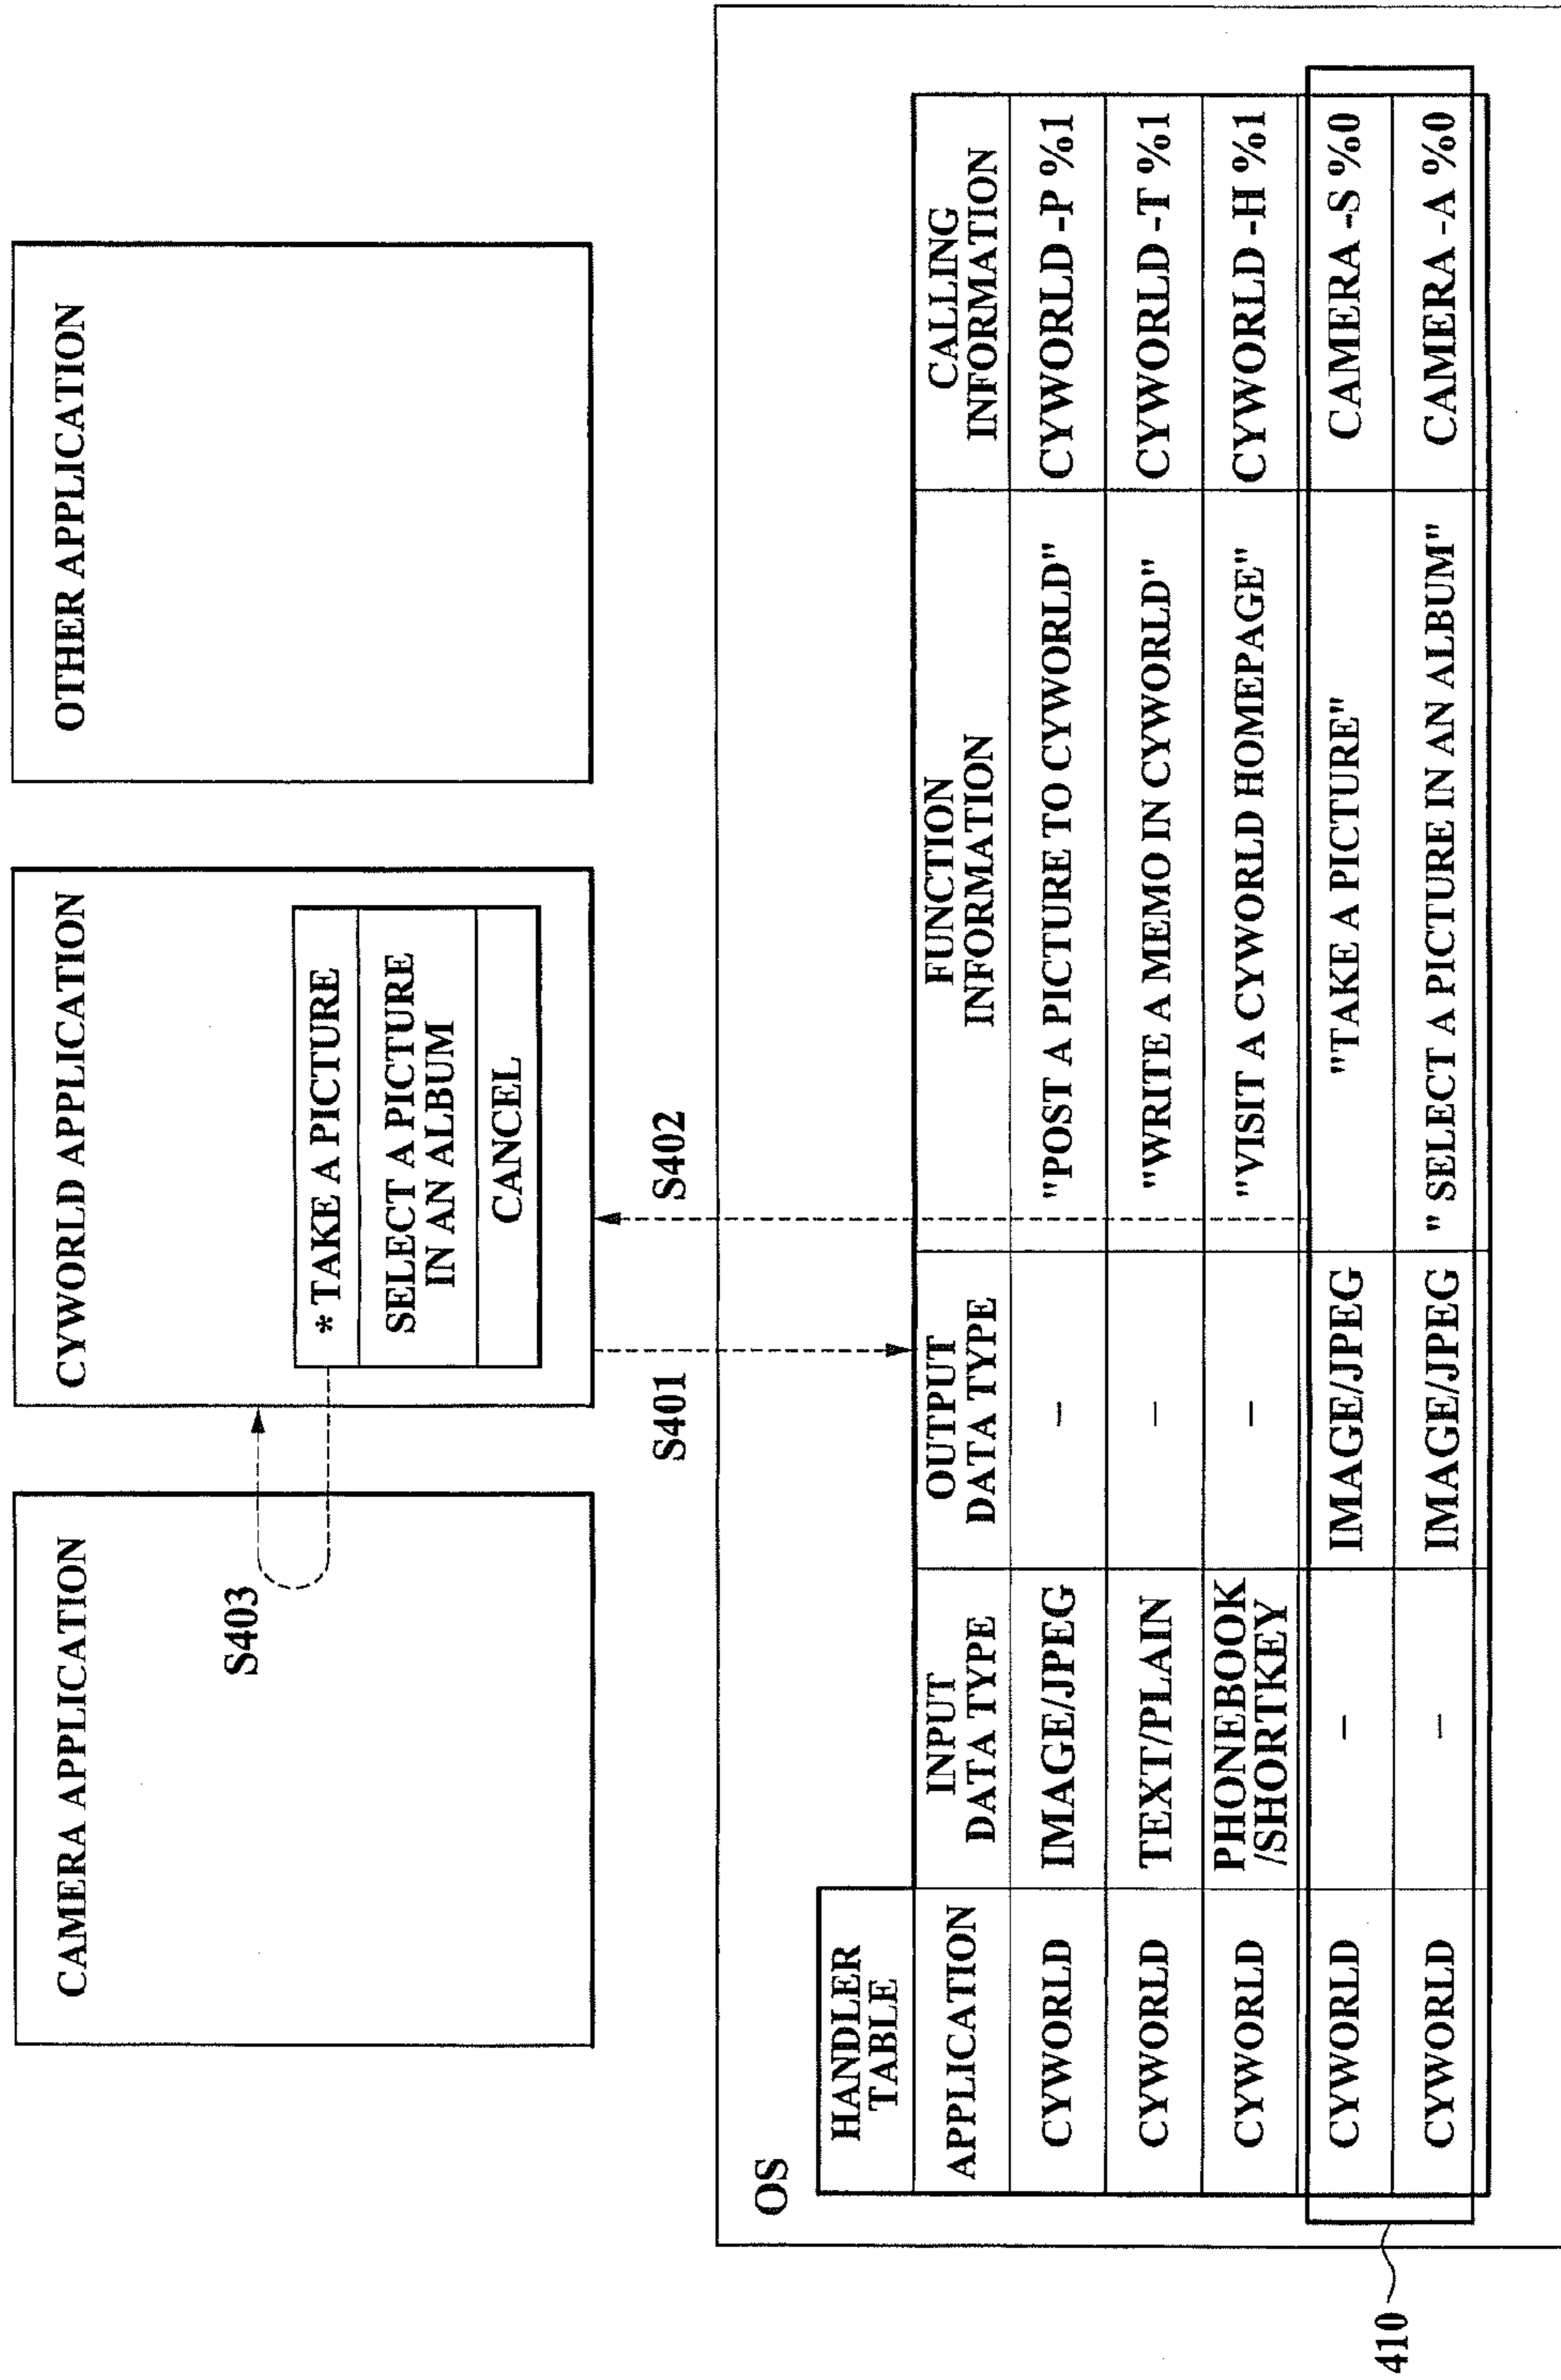 CAMERA APPLICATION
CYWORLD APPLICATION
OTHER APPLICATION
S403
* TAKE A PICTURE
SELECT A PICTURE
IN AN ALBUM
CANCEL
S401
S402
OS
HANDLER
TABLE
APPLICATION
INPUT
DATA TYPE
OUTPUT
DATA TYPE
FUNCTION
INFORMATION
CALLING
INFORMATION
CYWORLD
IMAGE/JPEG
–
"POST A PICTURE TO CYWORLD"
CYWORLD -P %1
CYWORLD
TEXT/PLAIN
–
"WRITE A MEMO IN CYWORLD"
CYWORLD -T %1
CYWORLD
PHONEBOOK
/SHORTKEY
–
"VISIT A CYWORLD HOMEPAGE"
CYWORLD -H %1
CYWORLD
–
IMAGE/JPEG
"TAKE A PICTURE"
CAMERA -S %0
CYWORLD
–
IMAGE/JPEG
" SELECT A PICTURE IN AN ALBUM"
CAMERA -A %0
410